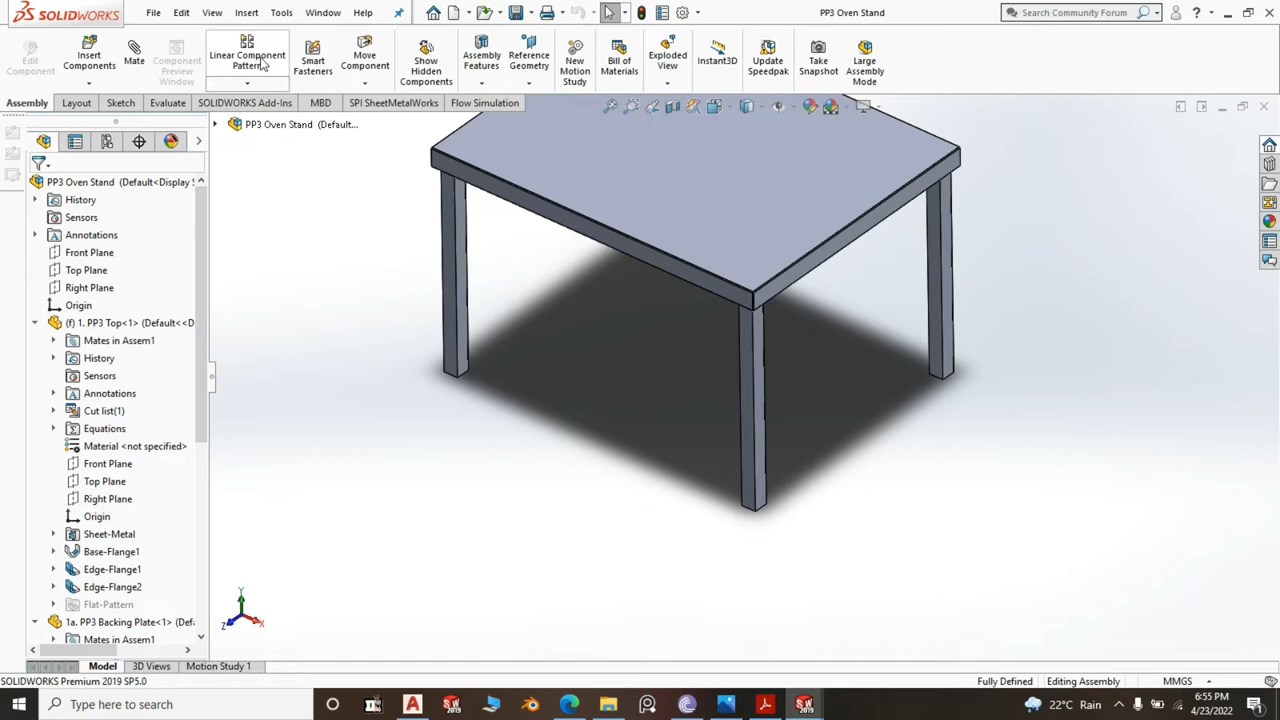 SOLIDWORKS
File
Edit
View
Insert
Tools
Window
Help
PP3 Oven Stand
Search Community Forum
?
Edit Component
Insert Components
Mate
Component Preview Window
Linear Component Pattern
Smart Fasteners
Move Component
Show Hidden Components
Assembly Features
Reference Geometry
New Motion Study
Bill of Materials
Exploded View
Instant3D
Update Speedpak
Take Snapshot
Large Assembly Mode
Assembly
Layout
Sketch
Evaluate
SOLIDWORKS Add-Ins
MBD
SPI SheetMetalWorks
Flow Simulation
PP3 Oven Stand (Default...
PP3 Oven Stand (Default<Display S
History
Sensors
Annotations
Front Plane
Top Plane
Right Plane
Origin
(f) 1. PP3 Top<1> (Default<<D
Mates in Assem1
History
Sensors
Annotations
Cut list(1)
Equations
Material <not specified>
Front Plane
Top Plane
Right Plane
Origin
Sheet-Metal
Base-Flange1
Edge-Flange1
Edge-Flange2
Flat-Pattern
1a. PP3 Backing Plate<1> (Def
Mates in Assem1
Y
Z
X
Model
3D Views
Motion Study 1
SOLIDWORKS Premium 2019 SP5.0
Fully Defined
Editing Assembly
MMGS
Type here to search
22°C Rain
6:55 PM
4/23/2022